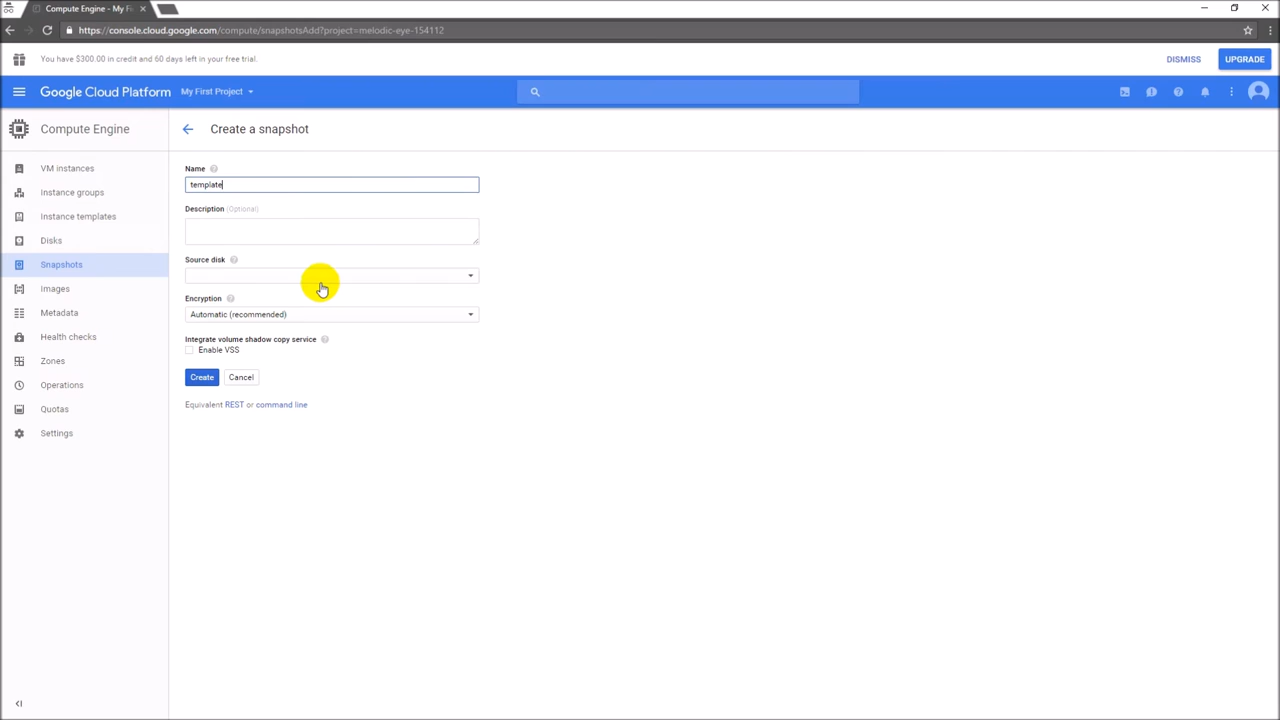 Compute Engine - My Fi
https://console.cloud.google.com/compute/snapshotsAdd?project=melodic-eye-154112
You have $300.00 in credit and 60 days left in your free trial.
DISMISS
UPGRADE
Google Cloud Platform
My First Project
Compute Engine
Create a snapshot
VM instances
Instance groups
Instance templates
Disks
Snapshots
Images
Metadata
Health checks
Zones
Operations
Quotas
Settings
Name
template
Description (Optional)
Source disk
Encryption
Automatic (recommended)
Integrate volume shadow copy service
Enable VSS
Create
Cancel
Equivalent REST or command line